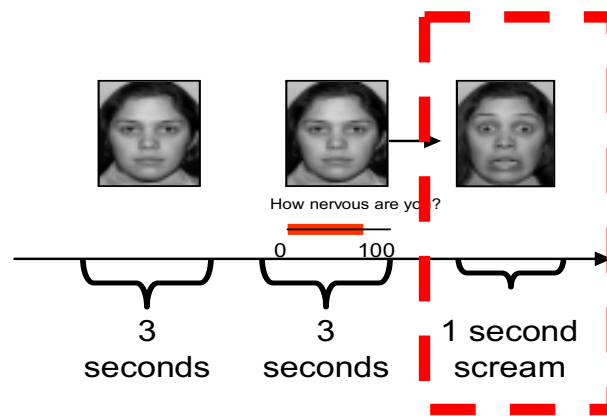 How nervous are you?
0 100
3
seconds
3
seconds
1 second
scream